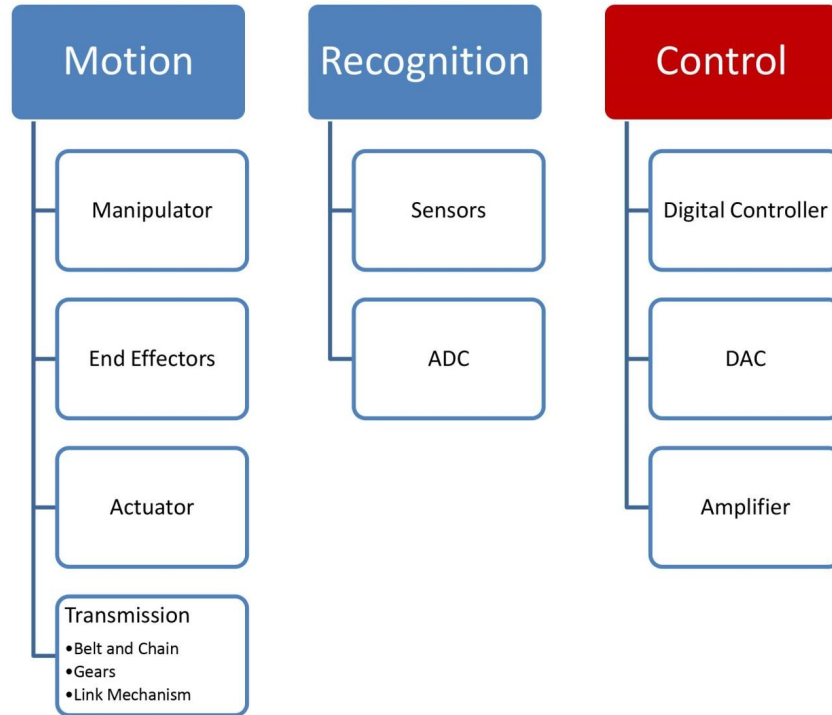 Motion
Manipulator
End Effectors
Actuator
Transmission
•Belt and Chain
•Gears
•Link Mechanism
Recognition
Sensors
ADC
Control
Digital Controller
DAC
Amplifier